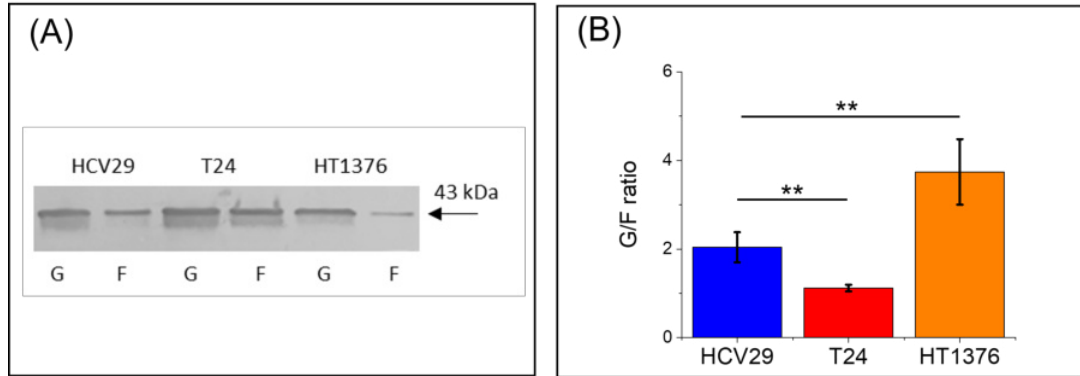 (A)
HCV29 T24 HT1376
43 kDa
G F G F G F
(B)
G/F ratio
6
4
2
0
**
**
HCV29 T24 HT1376